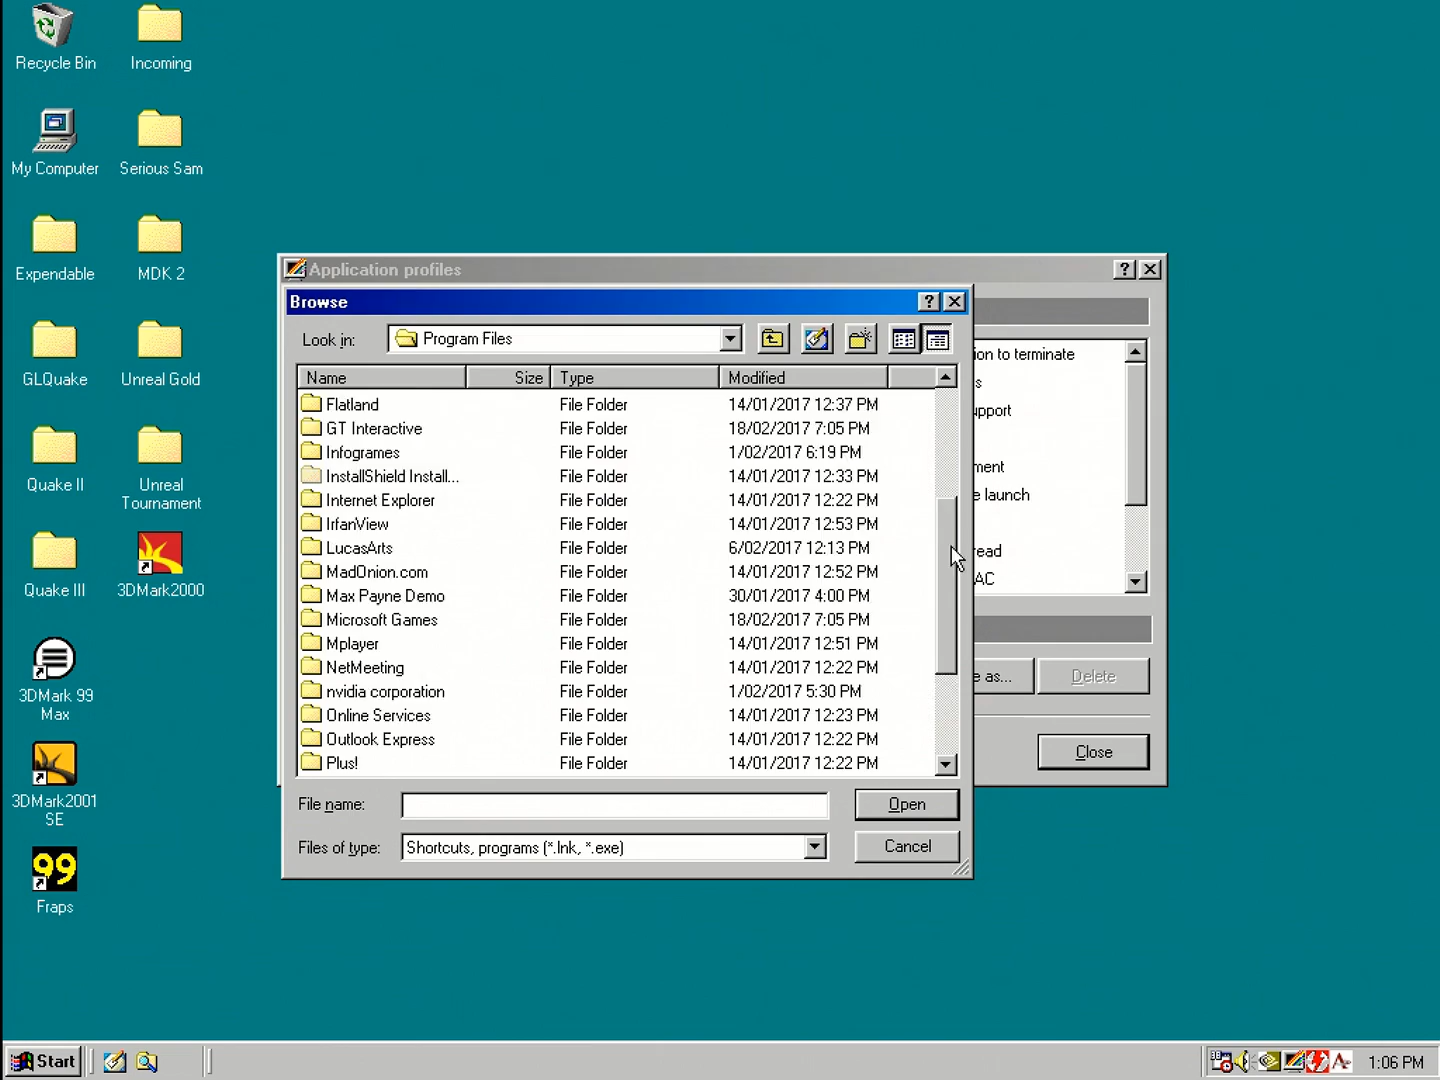 Recycle Bin
Incoming
My Computer
Serious Sam
Expendable
MDK 2
GLQuake
Unreal Gold
Quake II
Unreal
Tournament
Quake III
3DMark2000
3DMark 99
Max
3DMark2001
SE
99
Fraps
Application profiles
Browse
Look in:
Program Files
Name Size Type Modified
Flatland File Folder 14/01/2017 12:37 PM
GT Interactive File Folder 18/02/2017 7:05 PM
Infogrames File Folder 1/02/2017 6:19 PM
InstallShield Install... File Folder 14/01/2017 12:33 PM
Internet Explorer File Folder 14/01/2017 12:22 PM
IrfanView File Folder 14/01/2017 12:53 PM
LucasArts File Folder 6/02/2017 12:13 PM
MadOnion.com File Folder 14/01/2017 12:52 PM
Max Payne Demo File Folder 30/01/2017 4:00 PM
Microsoft Games File Folder 18/02/2017 7:05 PM
Mplayer File Folder 14/01/2017 12:51 PM
NetMeeting File Folder 14/01/2017 12:22 PM
nvidia corporation File Folder 1/02/2017 5:30 PM
Online Services File Folder 14/01/2017 12:23 PM
Outlook Express File Folder 14/01/2017 12:22 PM
Plus! File Folder 14/01/2017 12:22 PM
File name:
Open
Files of type:
Shortcuts, programs (*.lnk, *.exe)
Cancel
ion to terminate
s
upport
ment
e launch
read
AC
e as...
Delete
Close
Start
1:06 PM